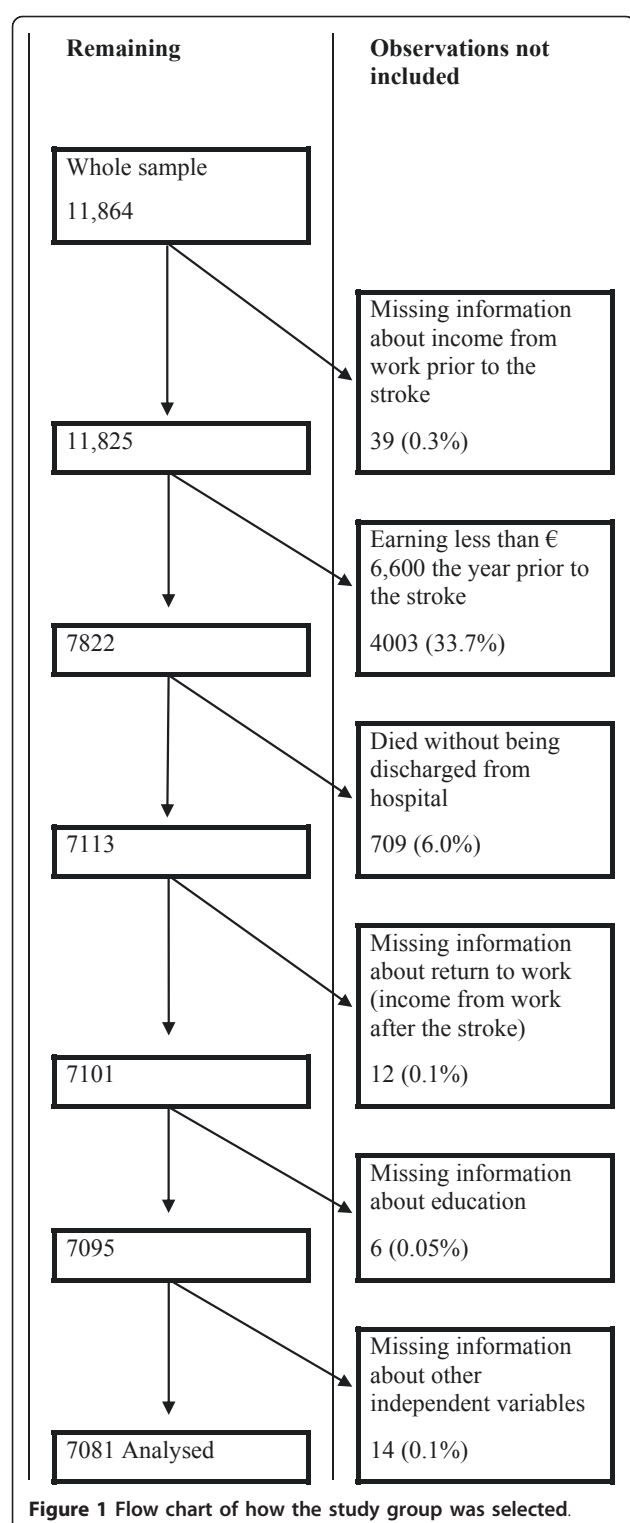 Remaining
Observations not
included
Whole sample
11,864
Missing information
about income from
work prior to the
stroke
39 (0.3%)
11,825
Earning less than €
6,600 the year prior to
the stroke
4003 (33.7%)
7822
Died without being
discharged from
hospital
709 (6.0%)
7113
Missing information
about return to work
(income from work
after the stroke)
12 (0.1%)
7101
Missing information
about education
6 (0.05%)
7095
Missing information
about other
independent variables
14 (0.1%)
7081 Analysed
Figure 1 Flow chart of how the study group was selected.